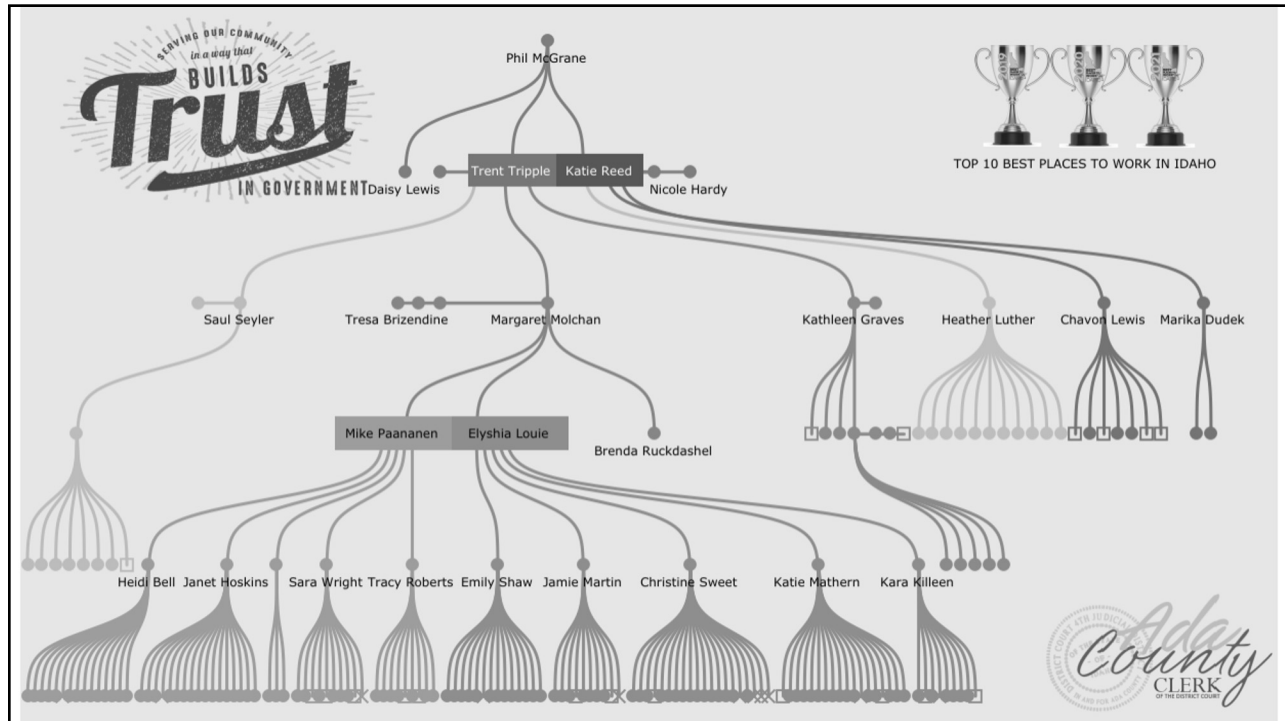 SERVING OUR COMMUNITY
in a way that
BUILDS
Trust
IN GOVERNMENT
Phil McGrane
2019
2020
2021
TOP 10 BEST PLACES TO WORK IN IDAHO
Daisy Lewis
Trent Tripple
Katie Reed
Nicole Hardy
Saul Seyler
Tresa Brizendine
Margaret Molchan
Kathleen Graves
Heather Luther
Chavon Lewis
Marika Dudek
Mike Paananen
Elyshia Louie
Brenda Ruckdashel
Heidi Bell
Janet Hoskins
Sara Wright
Tracy Roberts
Emily Shaw
Jamie Martin
Christine Sweet
Katie Mathern
Kara Killeen
Ada
County
CLERK
OF THE DISTRICT COURT